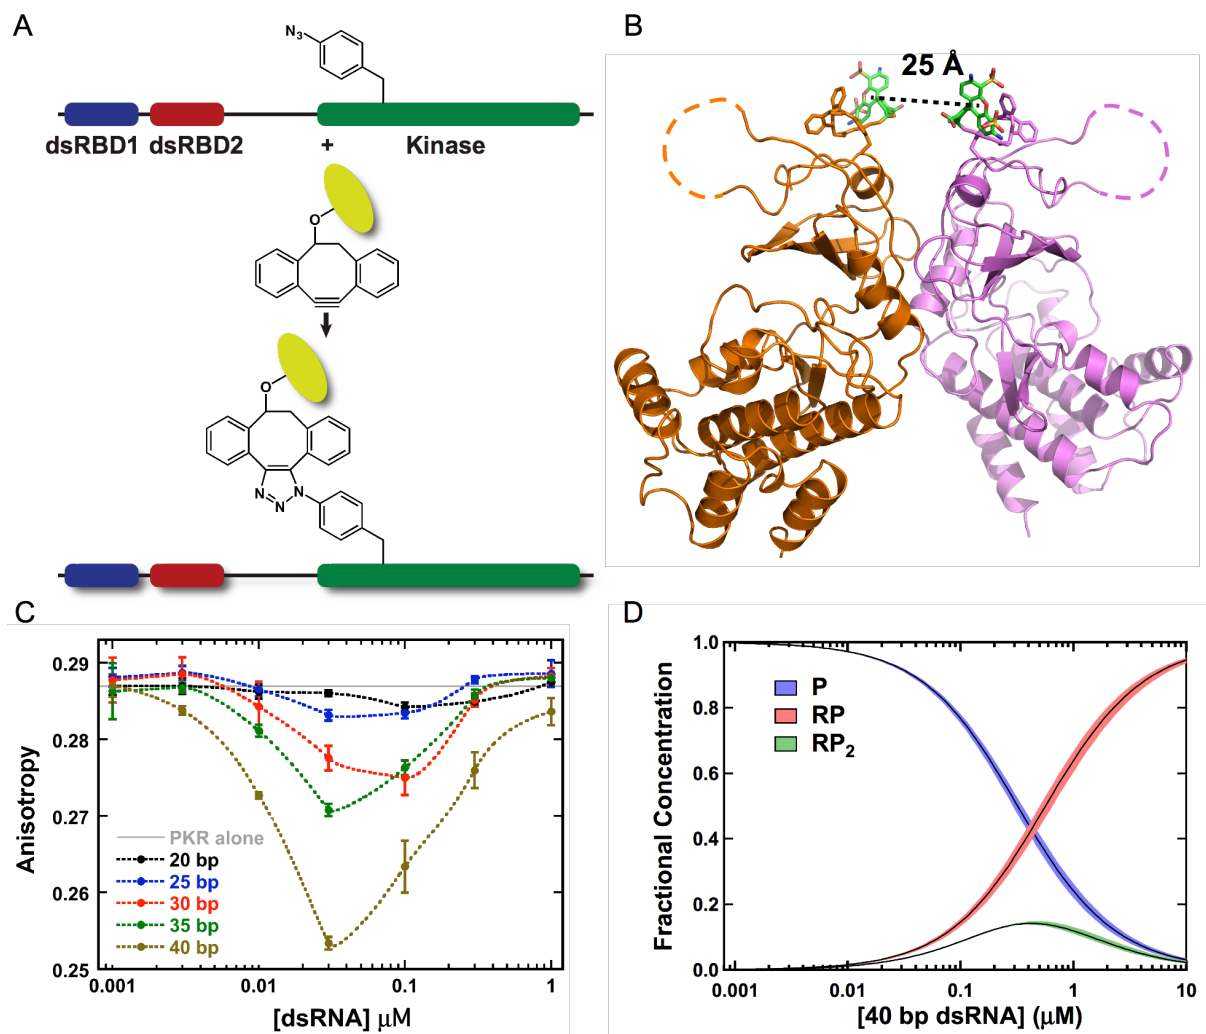 A
N₃
dsRBD1 dsRBD2 + Kinase
O
O
N
N
N
B
25 Å
C
0.29
0.28
0.27
0.26
0.25
Anisotropy
PKR alone
20 bp
25 bp
30 bp
35 bp
40 bp
0.001 0.01 0.1 1
[dsRNA] μM
D
1.0
0.8
0.6
0.4
0.2
0.0
Fractional Concentration
P
RP
RP₂
0.001 0.01 0.1 1 10
[40 bp dsRNA] (μM)